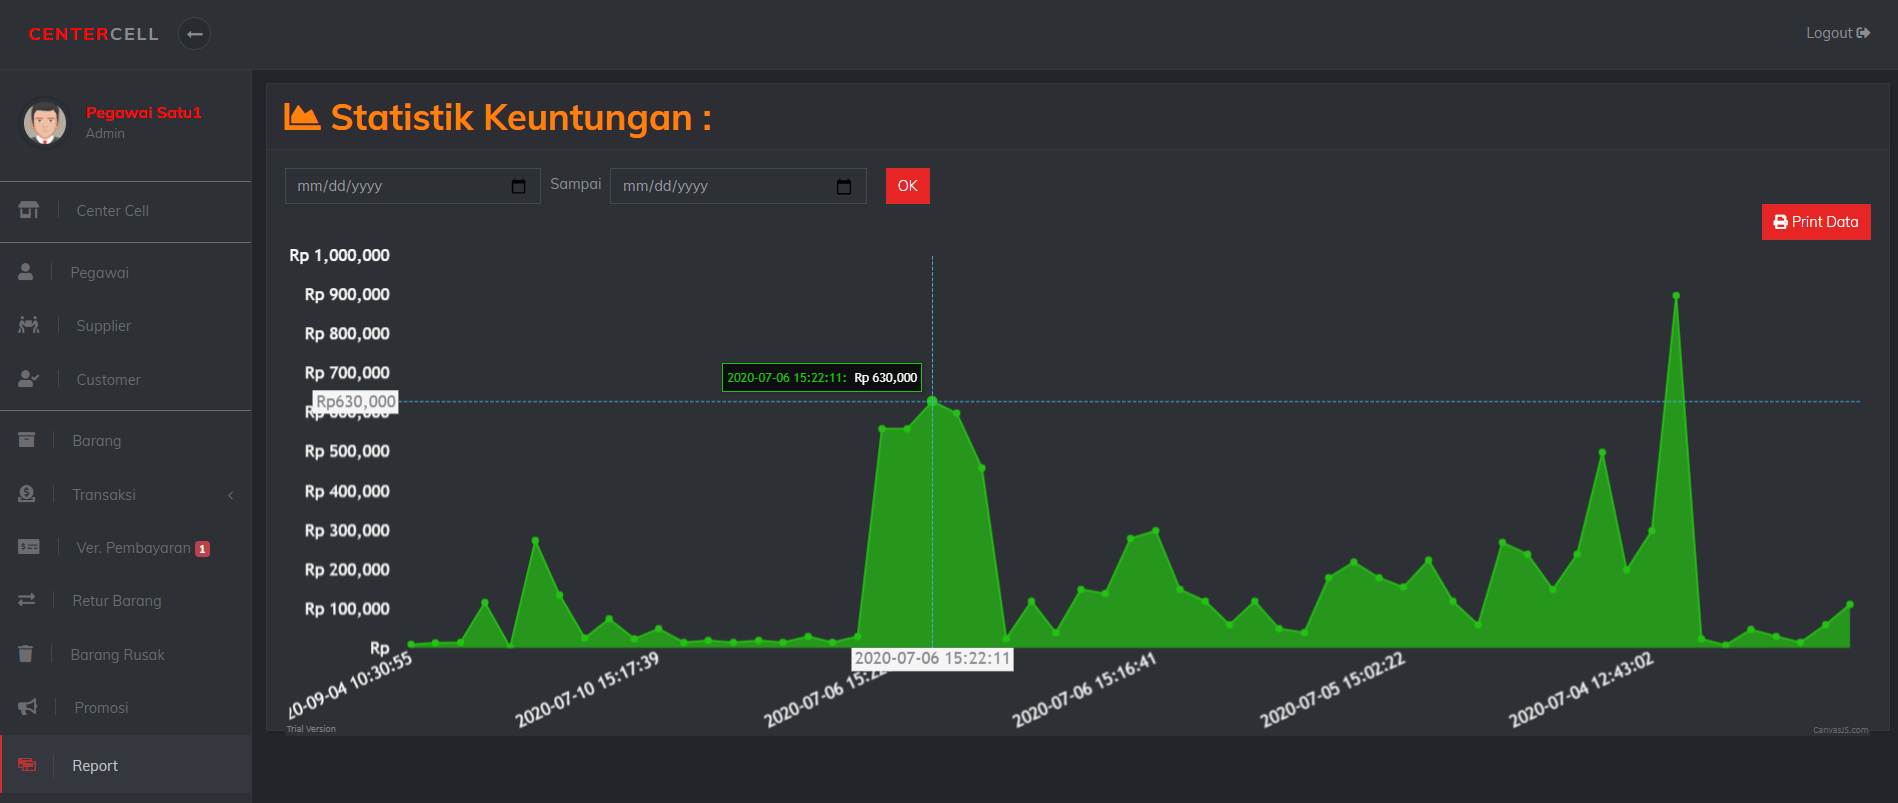 CENTERCELL
Logout
Pegawai Satu1
Admin
Center Cell
Pegawai
Supplier
Customer
Barang
Transaksi
Ver. Pembayaran 1
Retur Barang
Barang Rusak
Promosi
Report
Statistik Keuntungan :
mm/dd/yyyy Sampai mm/dd/yyyy OK
Print Data
Rp 1,000,000
Rp 900,000
Rp 800,000
Rp 700,000
2020-07-06 15:22:11: Rp 630,000
Rp630,000
Rp 600,000
Rp 500,000
Rp 400,000
Rp 300,000
Rp 200,000
Rp 100,000
Rp
20-09-04 10:30:55
2020-07-10 15:17:39
2020-07-06 15:22
2020-07-06 15:22:11
2020-07-06 15:16:41
2020-07-05 15:02:22
2020-07-04 12:43:02
Trial Version
CanvasJS.com